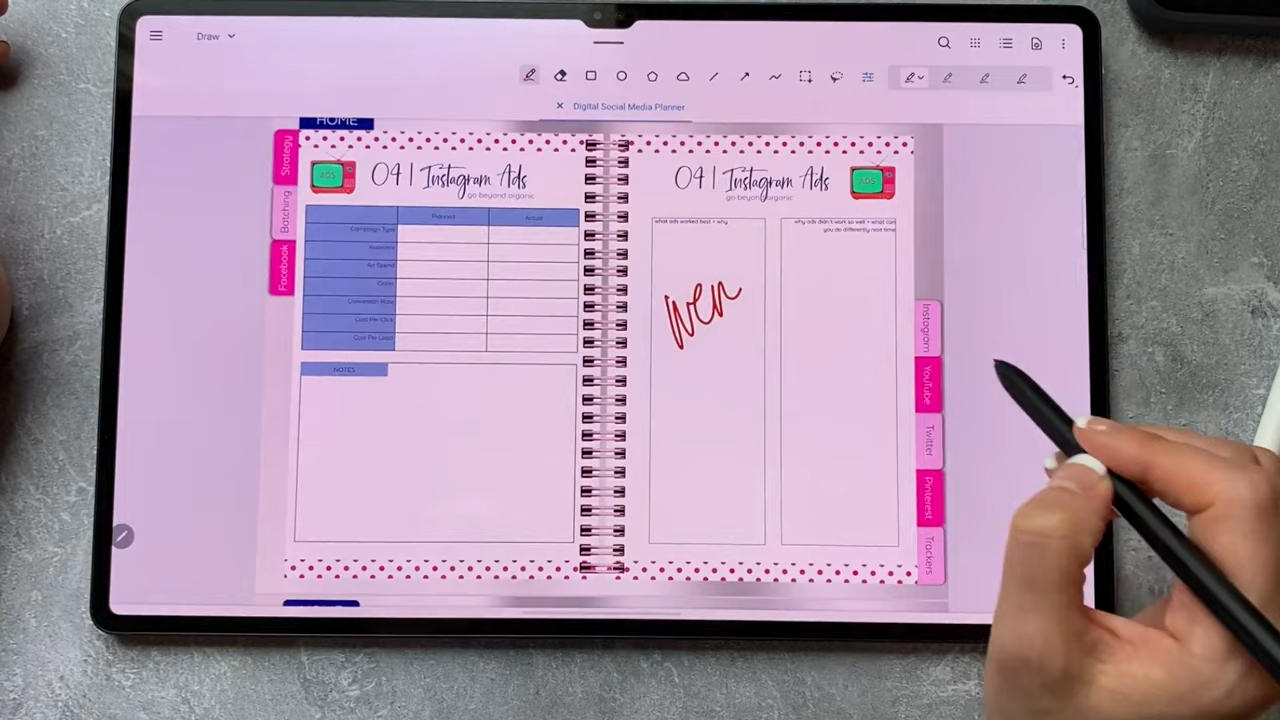 Draw
Digital Social Media Planner
HOME
Strategy
Batching
Facebook
ADS
04 | Instagram Ads
go beyond organic
Planned
Actual
Campaign Type
Audience
Ad Spend
Goals
Conversion Rate
Cost Per Click
Cost Per Lead
NOTES
04 | Instagram Ads
go beyond organic
ADS
what ads worked best + why
why ads didn't work so well + what can
you do differently next time
Instagram
YouTube
Twitter
Pinterest
Trackers